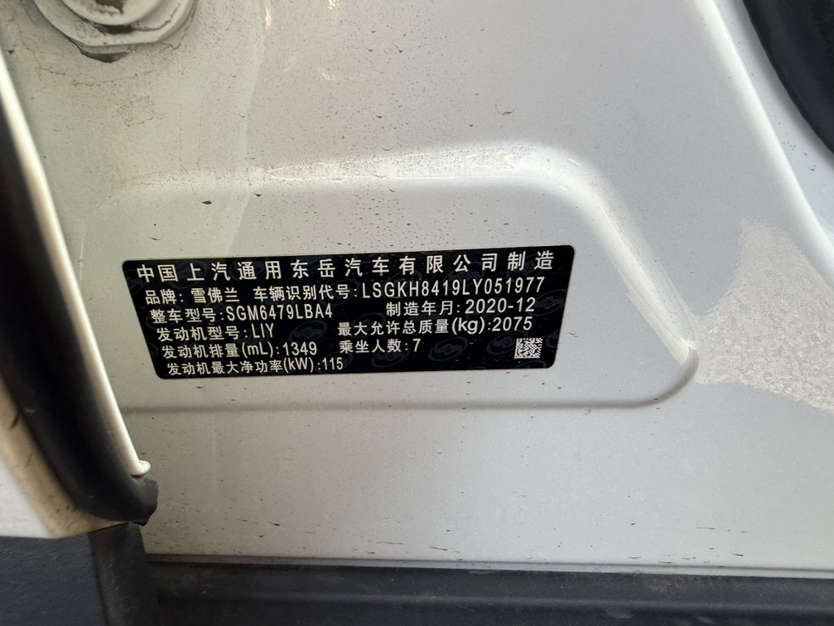 中国上汽通用东岳汽车有限公司制造
品牌: 雪佛兰 车辆识别代号:LSGKH8419LY051977
整车型号:SGM6479LBA4 制造年月:2020-12
发动机型号:LIY 最大允许总质量(kg):2075
发动机排量(mL):1349 乘坐人数:7
发动机最大净功率(kW):115